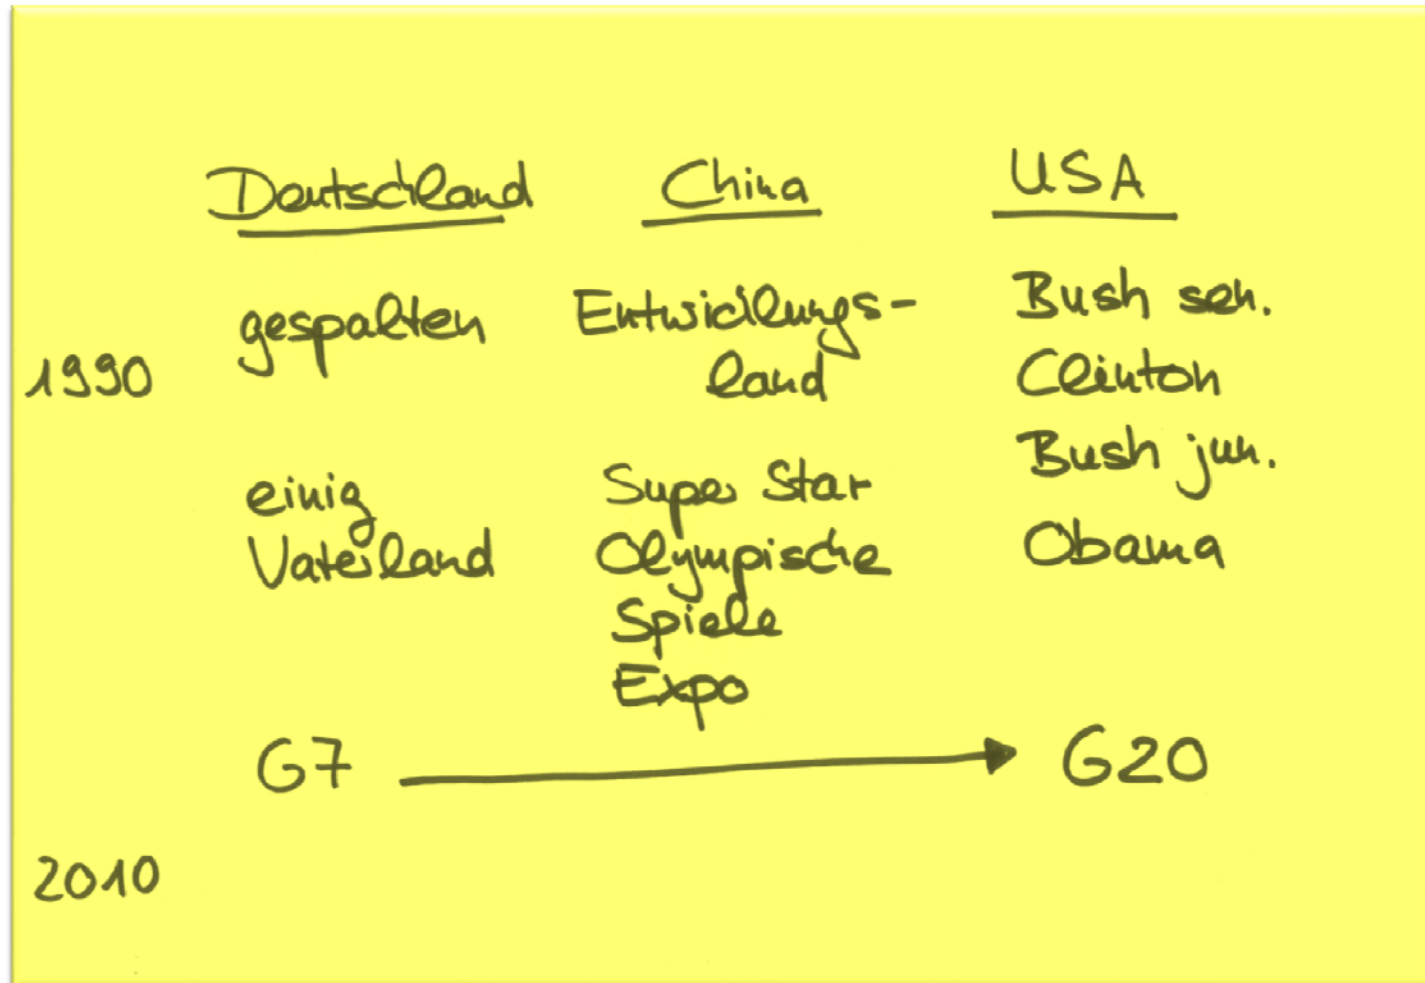 Deutschland China USA
gespalten Entwicklungs- Bush sen.
1990 land Clinton
Bush jun.
einig Super Star
Vaterland Olympische Obama
Spiele
Expo
G7 G20
2010